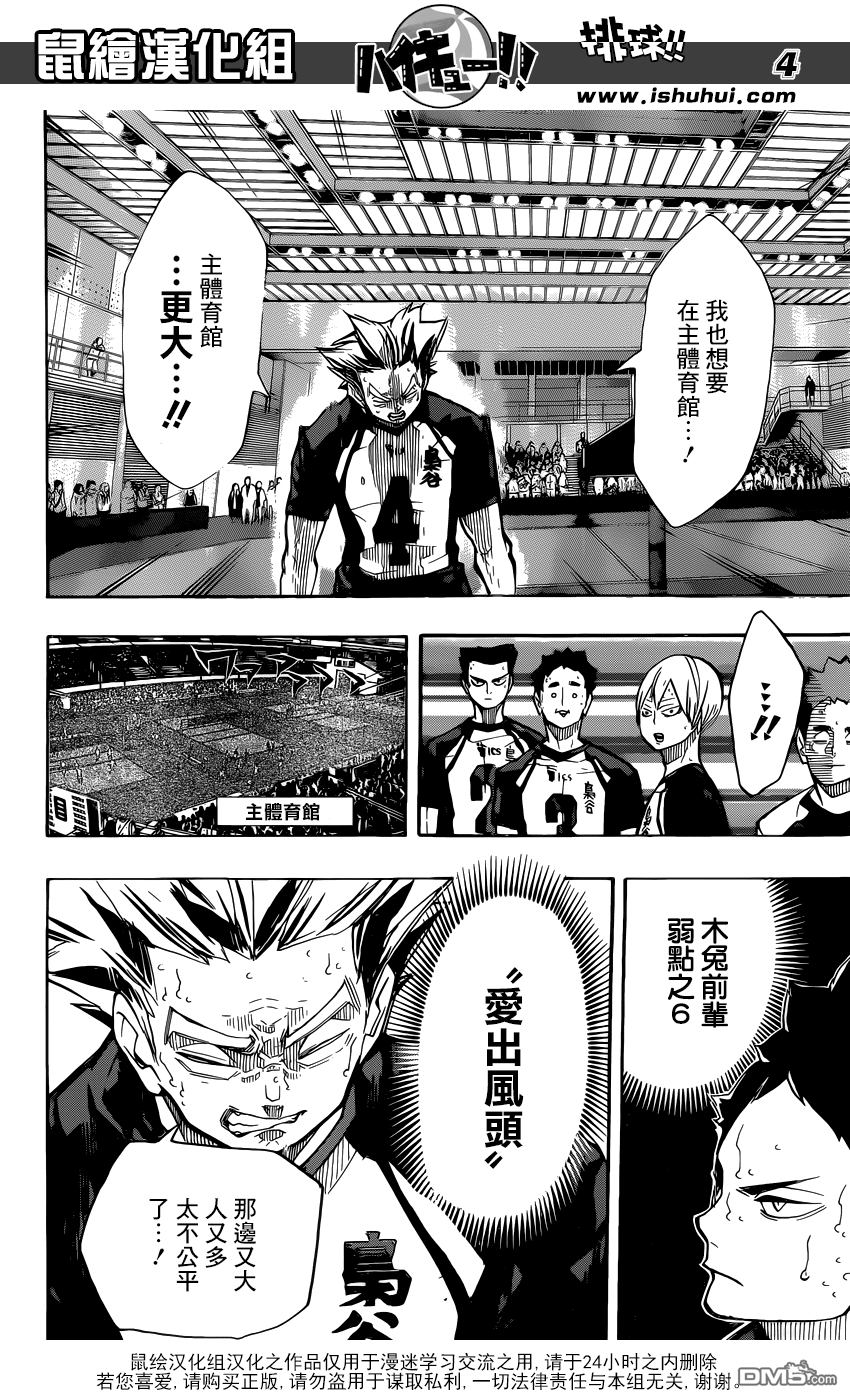 鼠繪漢化組
ハイキュー!!
排球!!
4
www.ishuhui.com
我也想要
在主體育館…!
主體育館
…更大…!!
梟谷
4
…!!
梟谷
3
主體育館
木兔前輩
弱點之6
〝愛出風頭〞
那邊又大
人又多
太不公平
了…!
梟谷
鼠绘汉化组汉化之作品仅用于漫迷学习交流之用, 请于24小时之内删除
若您喜爱, 请购买正版, 请勿盗用于谋取私利, 一切法律责任与本组无关, 谢谢。
DM5.com